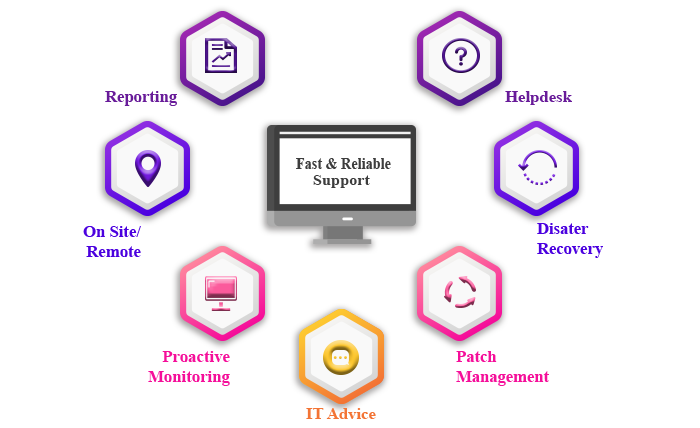 Reporting
Helpdesk
Fast & Reliable
Support
On Site/
Remote
Disater
Recovery
Proactive
Monitoring
Patch
Management
IT Advice